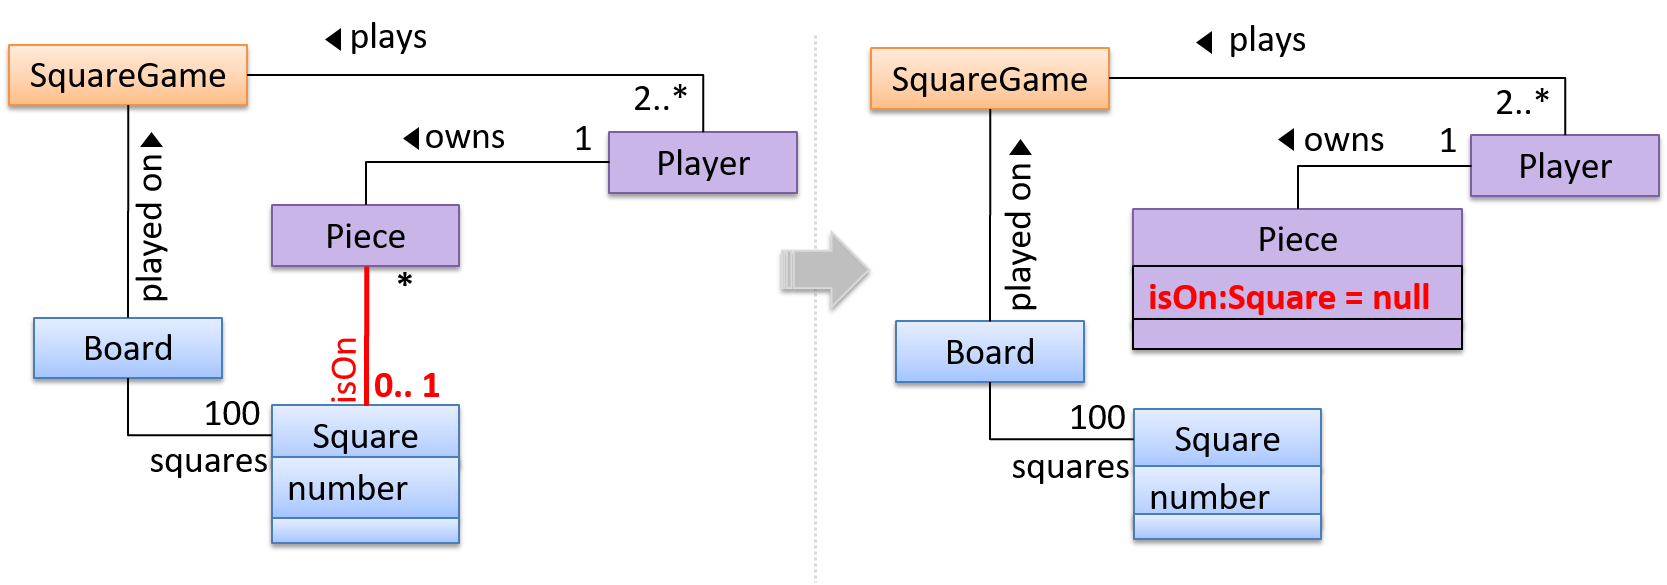 ◀ plays
SquareGame
2..*
◀ owns
1
Player
played on ▶
Piece
*
Board
isOn
0.. 1
100
Square
squares
number
◀ plays
SquareGame
2..*
◀ owns
1
Player
played on ▶
Piece
isOn:Square = null
Board
100
Square
squares
number